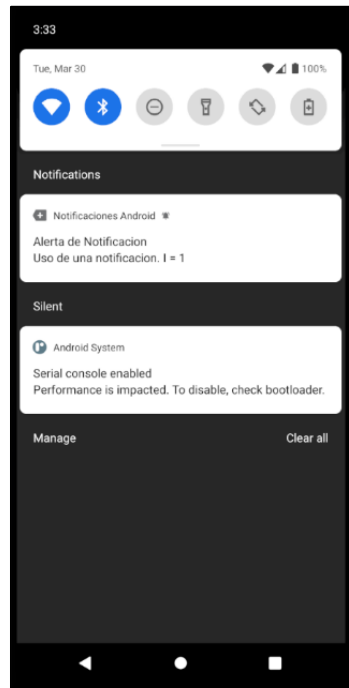 3:33
Tue, Mar 30
100%
Notifications
Notificaciones Android
Alerta de Notificacion
Uso de una notificacion. I = 1
Silent
Android System
Serial console enabled
Performance is impacted. To disable, check bootloader.
Manage
Clear all